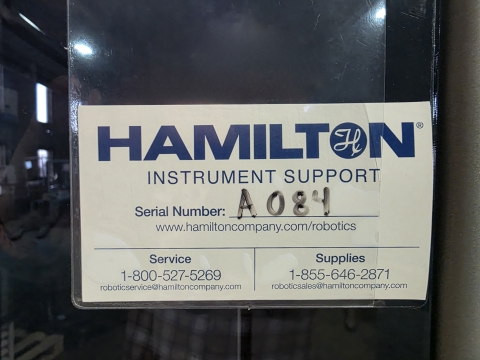 HAMILTON®
INSTRUMENT SUPPORT
Serial Number: A084
www.hamiltoncompany.com/robotics
Service
1-800-527-5269
roboticservice@hamiltoncompany.com
Supplies
1-855-646-2871
roboticsales@hamiltoncompany.com